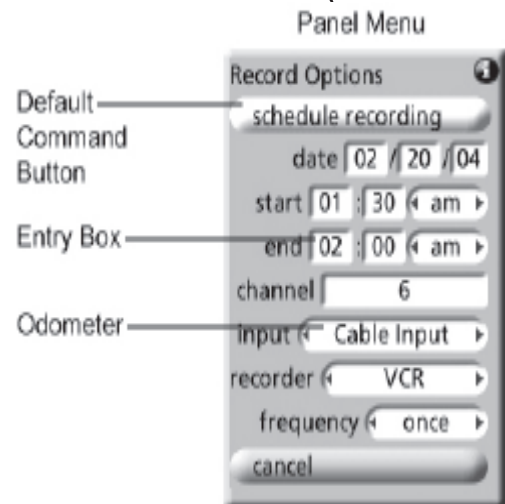 Panel Menu
Record Options
Default
Command
Button
schedule recording
date 02 / 20 / 04
start 01 : 30 am
Entry Box
end 02 : 00 am
channel 6
Odometer
input Cable Input
recorder VCR
frequency once
cancel